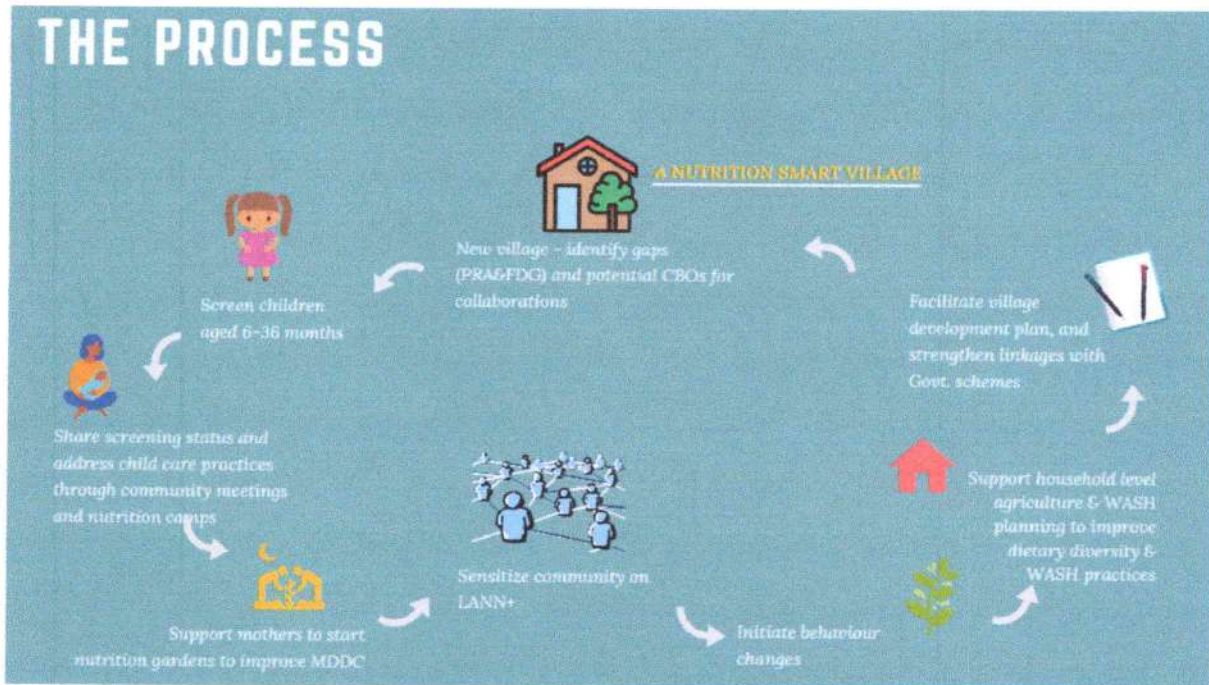 THE PROCESS
A NUTRITION SMART VILLAGE
New village – identify gaps
(PRA&FDG) and potential CBOs for
collaborations
Screen children
aged 6–36 months
Share screening status and
address child care practices
through community meetings
and nutrition camps
Support mothers to start
nutrition gardens to improve MDDC
Sensitize community on
LANN+
Initiate behaviour
changes
Support household level
agriculture & WASH
planning to improve
dietary diversity &
WASH practices
Facilitate village
development plan, and
strengthen linkages with
Govt. schemes